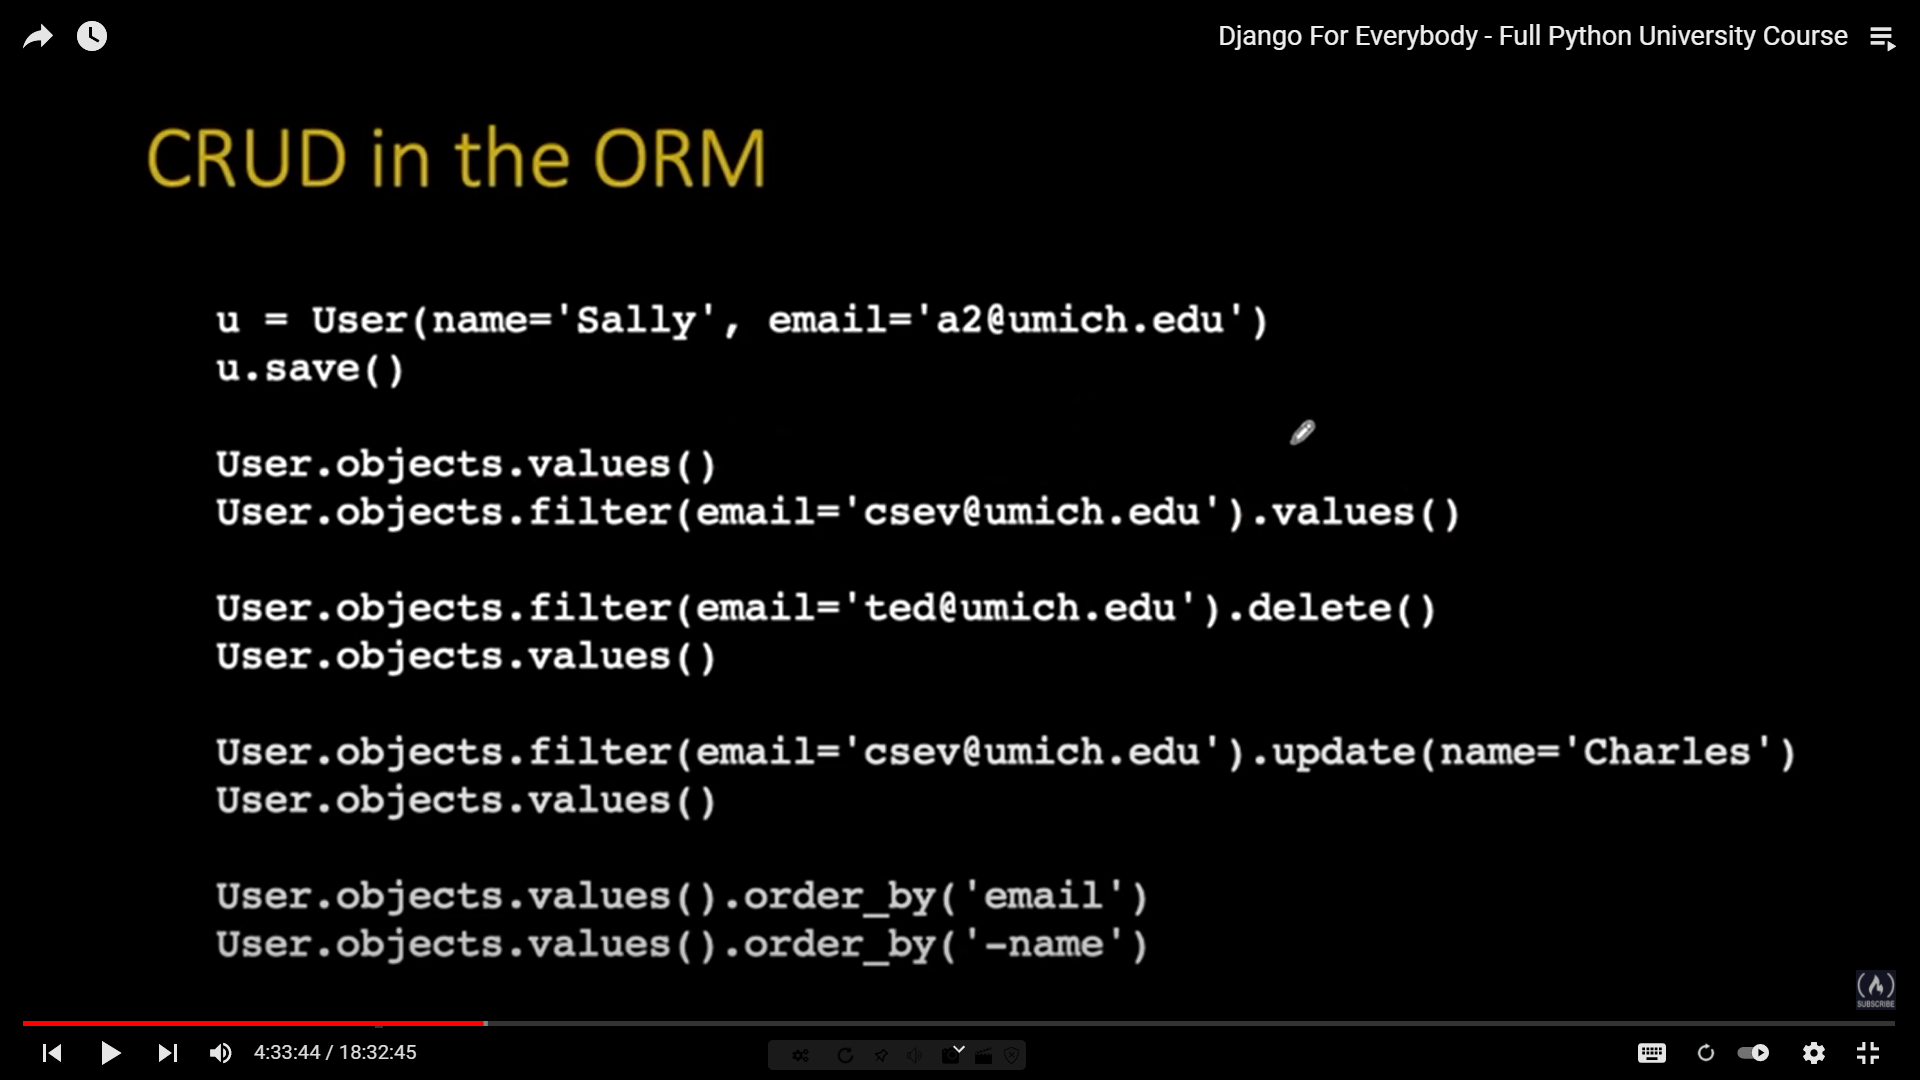 Django For Everybody - Full Python University Course
CRUD in the ORM
u = User(name='Sally', email='a2@umich.edu')
u.save()
User.objects.values()
User.objects.filter(email='csev@umich.edu').values()
User.objects.filter(email='ted@umich.edu').delete()
User.objects.values()
User.objects.filter(email='csev@umich.edu').update(name='Charles')
User.objects.values()
User.objects.values().order_by('email')
User.objects.values().order_by('-name')
SUBSCRIBE
4:33:44 / 18:32:45